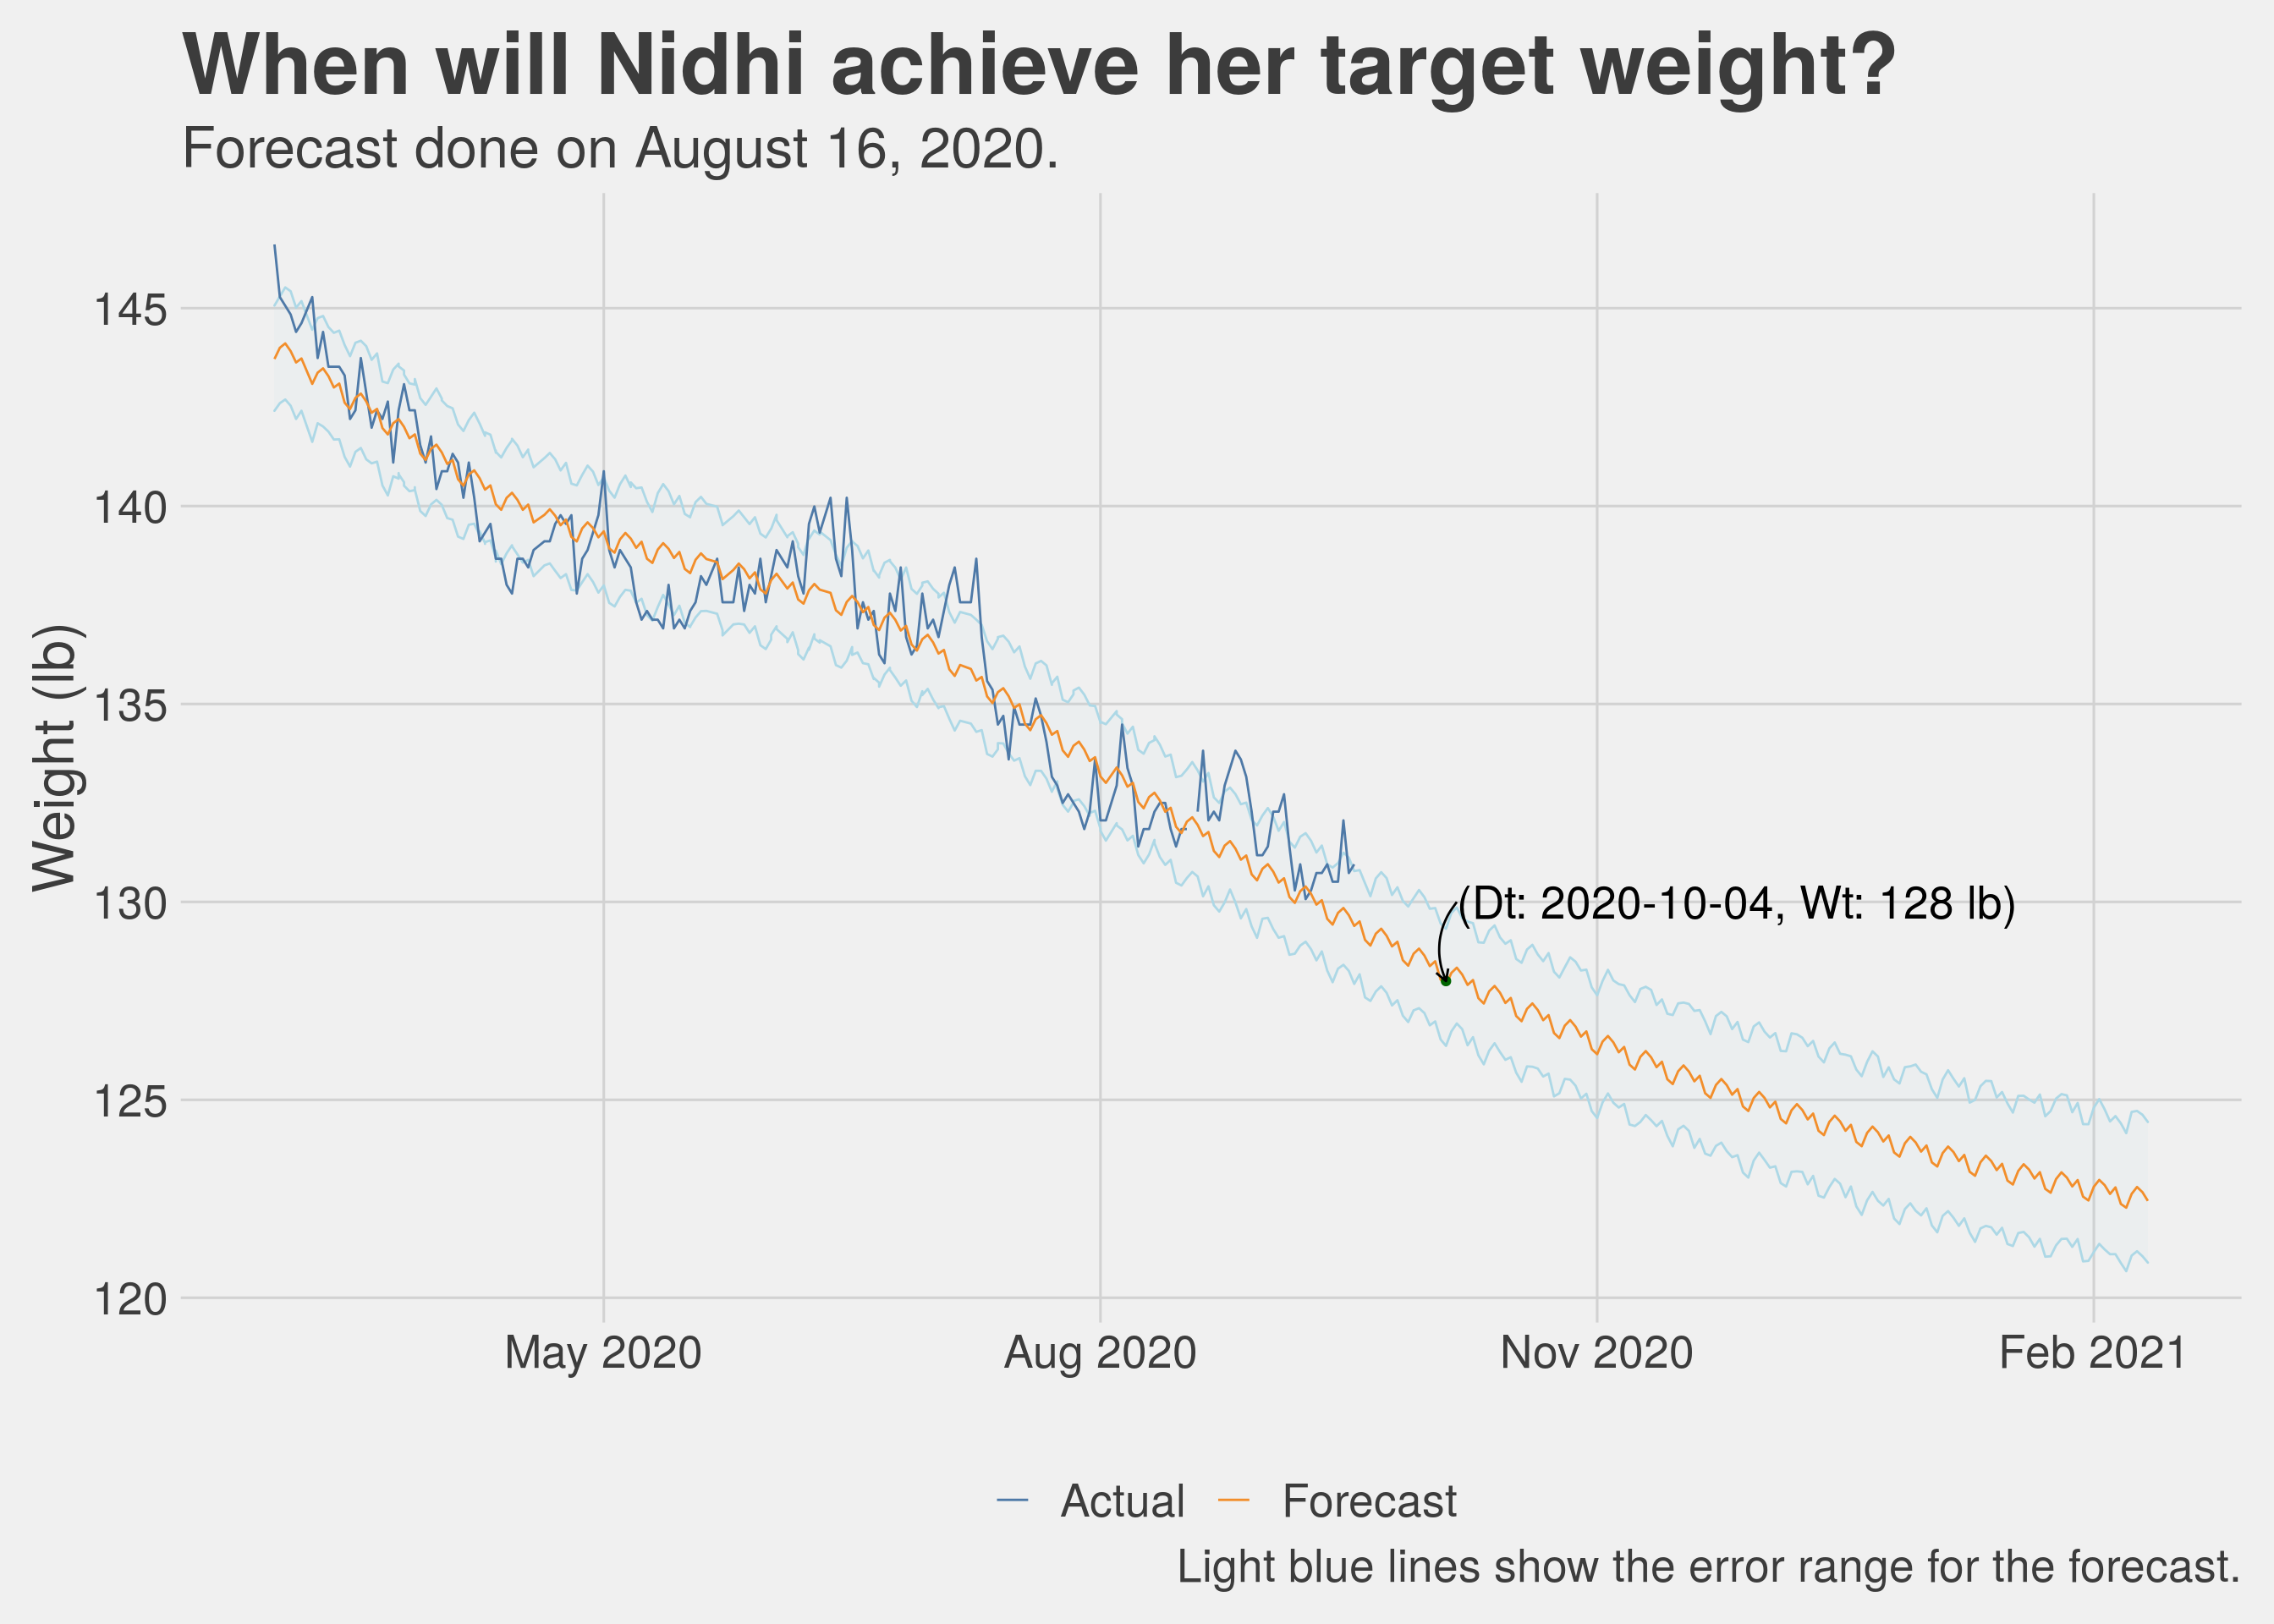 When will Nidhi achieve her target weight?
Forecast done on August 16, 2020.
Weight (lb)
145
140
135
130
125
120
(Dt: 2020-10-04, Wt: 128 lb)
May 2020
Aug 2020
Nov 2020
Feb 2021
Actual
Forecast
Light blue lines show the error range for the forecast.